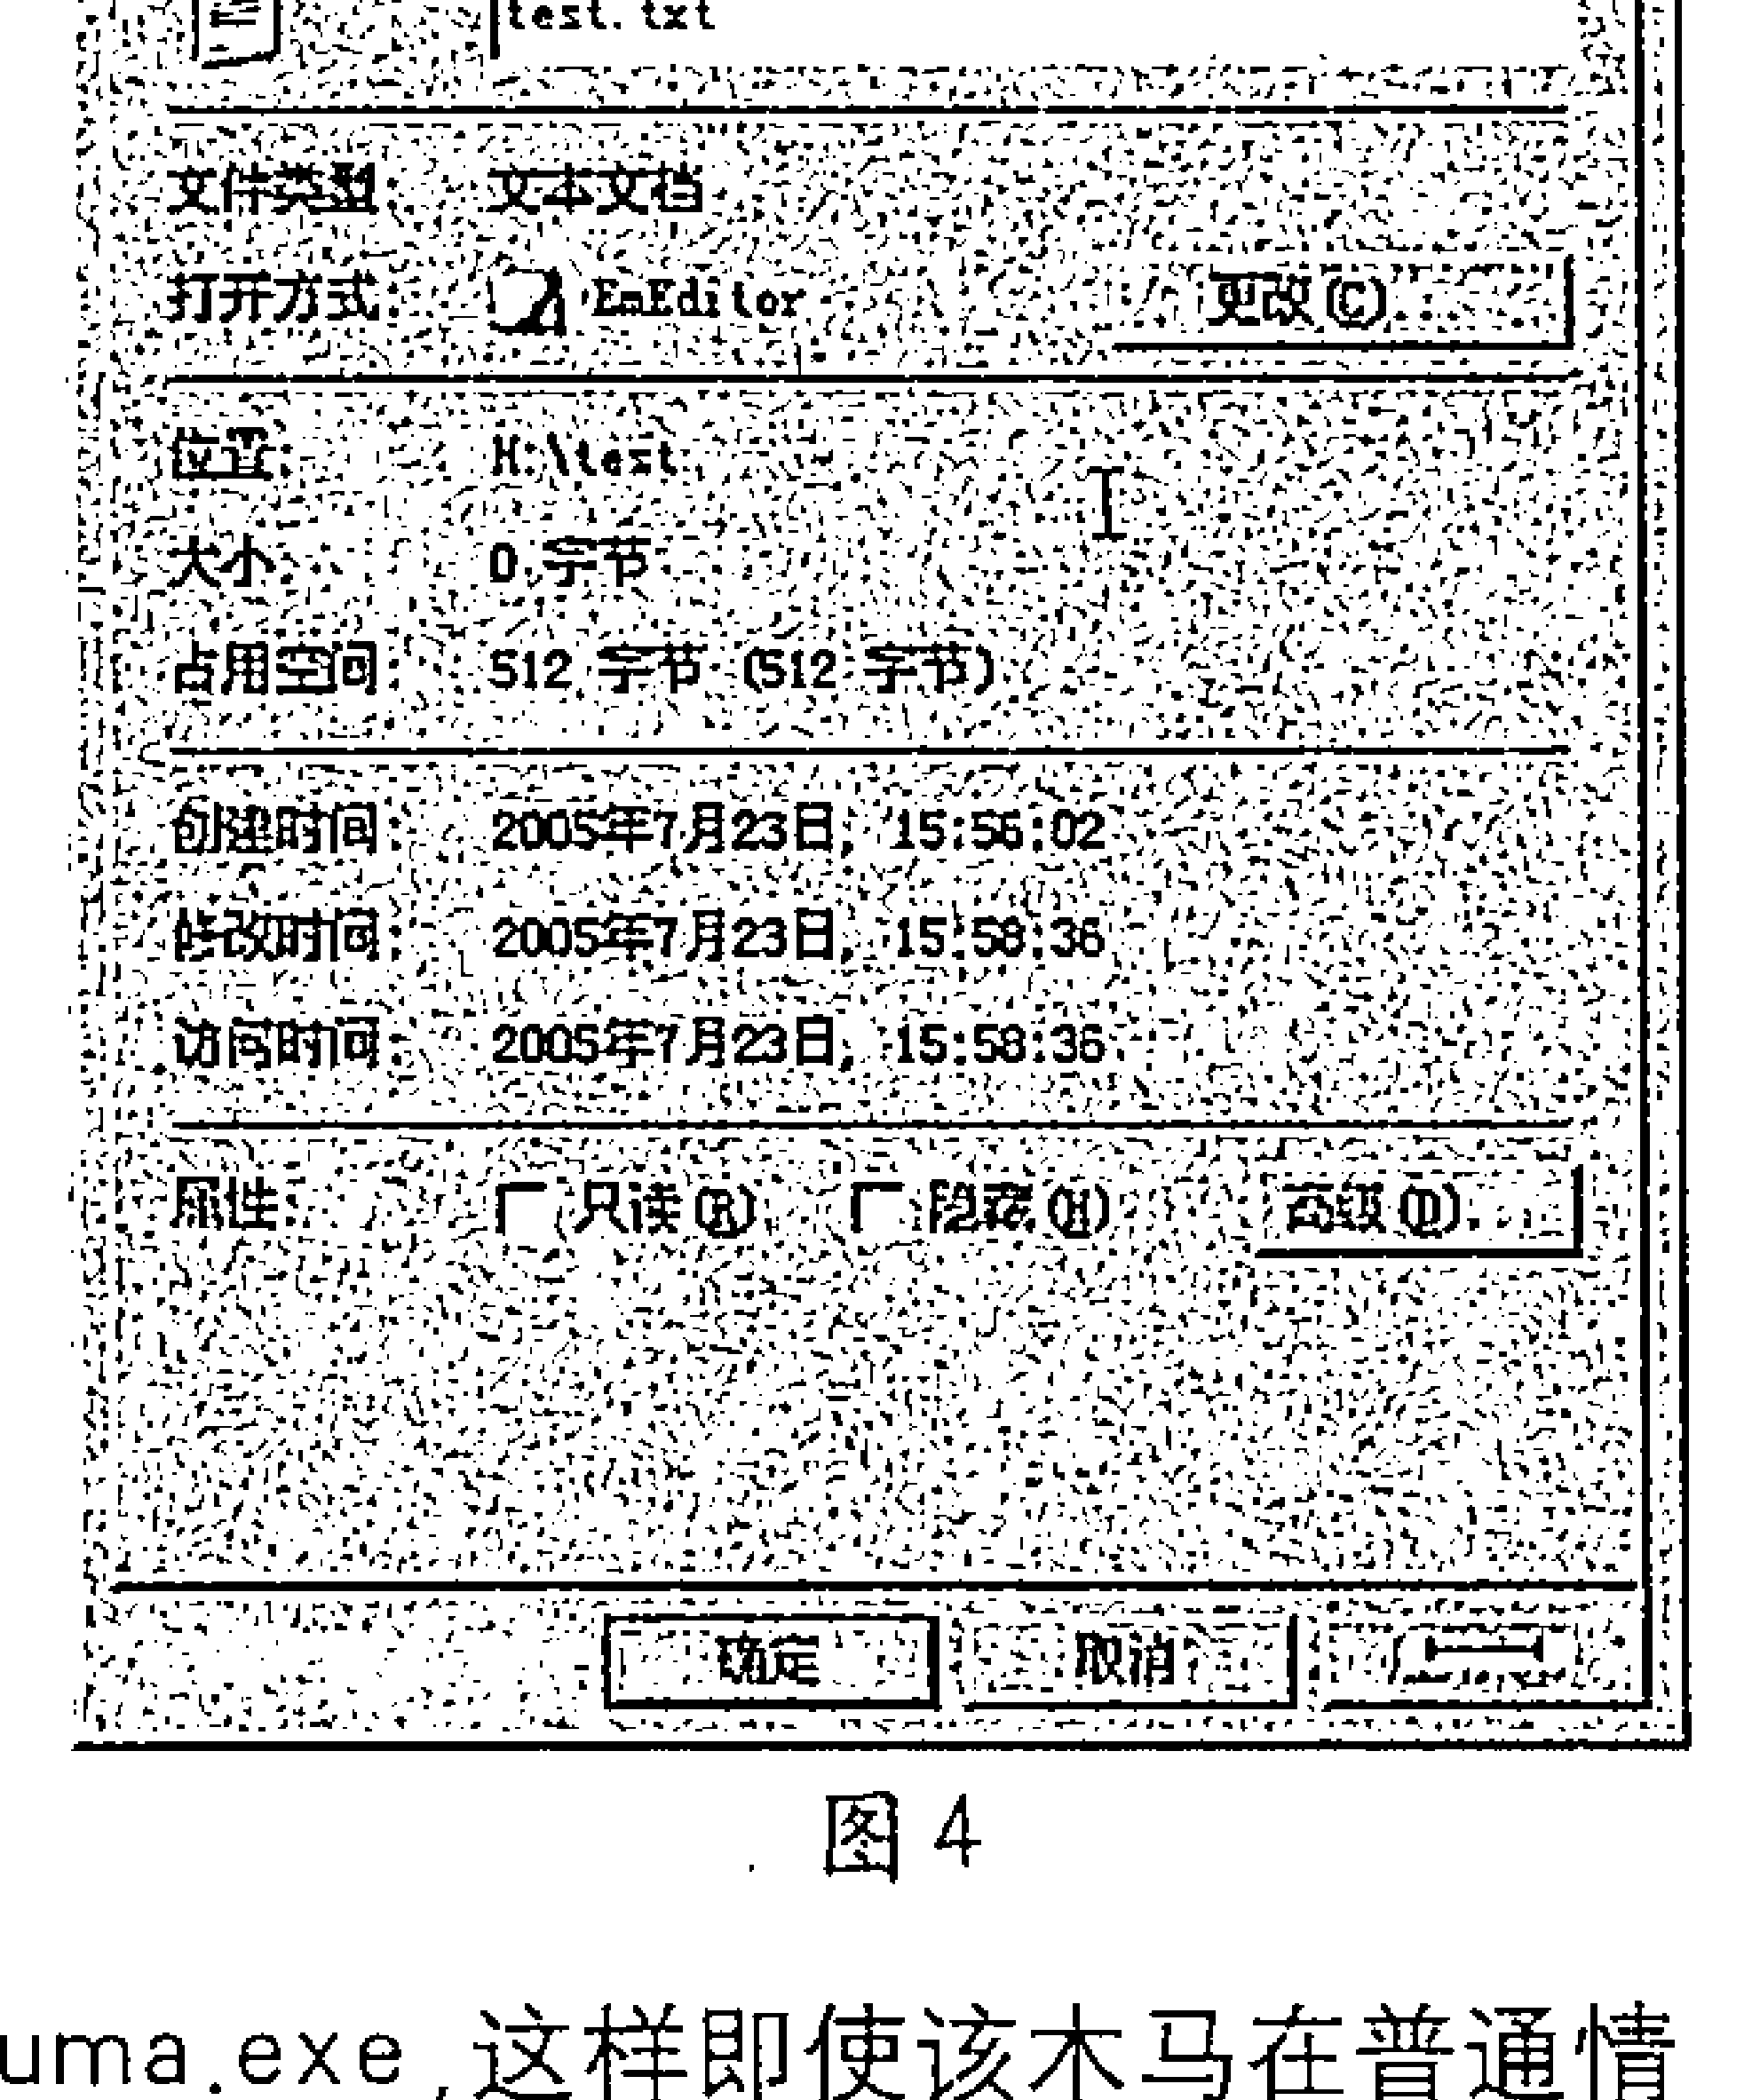 test.txt
文件类型: 文本文档
打开方式: EmEditor 更改(C)...
位置: H:\test
大小: 0 字节
占用空间: 512 字节 (512 字节)
创建时间: 2005年7月23日, 15:56:02
修改时间: 2005年7月23日, 15:58:36
访问时间: 2005年7月23日, 15:58:36
属性: 只读(R) 隐藏(H) 高级(D)...
确定 取消
图 4
uma.exe,这样即使该木马在普通情